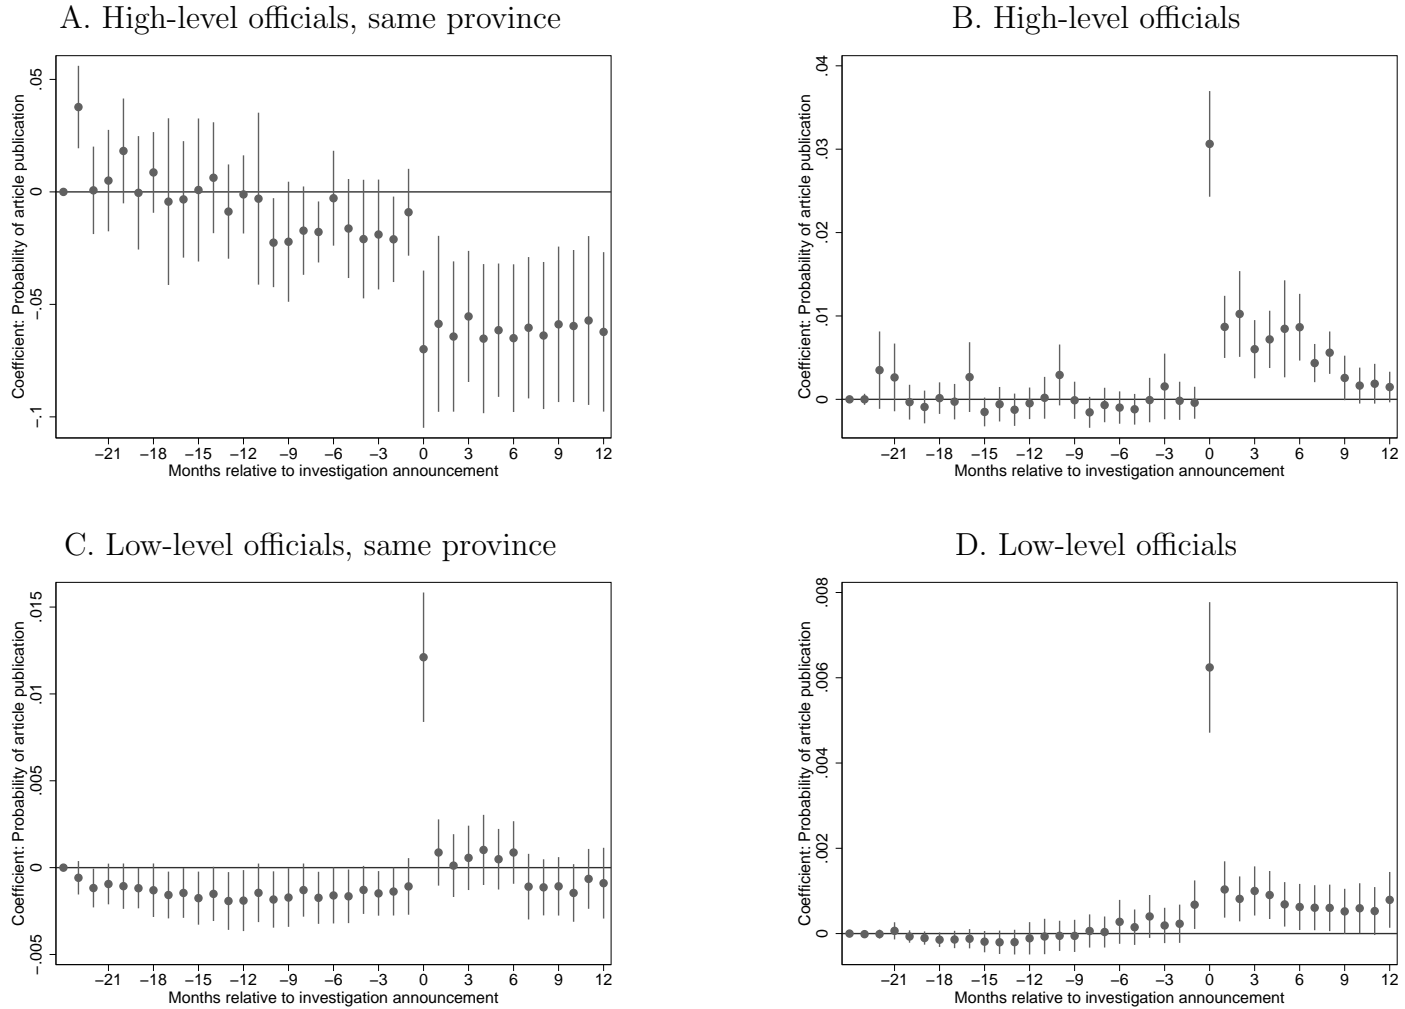 A. High-level officials, same province
B. High-level officials
Coefficient: Probability of article publication
.05
0
−.05
−.1
−21 −18 −15 −12 −9 −6 −3 0 3 6 9 12
Months relative to investigation announcement
Coefficient: Probability of article publication
.04
.03
.02
.01
0
−21 −18 −15 −12 −9 −6 −3 0 3 6 9 12
Months relative to investigation announcement
C. Low-level officials, same province
D. Low-level officials
Coefficient: Probability of article publication
.015
.01
.005
0
−.005
−21 −18 −15 −12 −9 −6 −3 0 3 6 9 12
Months relative to investigation announcement
Coefficient: Probability of article publication
.008
.006
.004
.002
0
−21 −18 −15 −12 −9 −6 −3 0 3 6 9 12
Months relative to investigation announcement